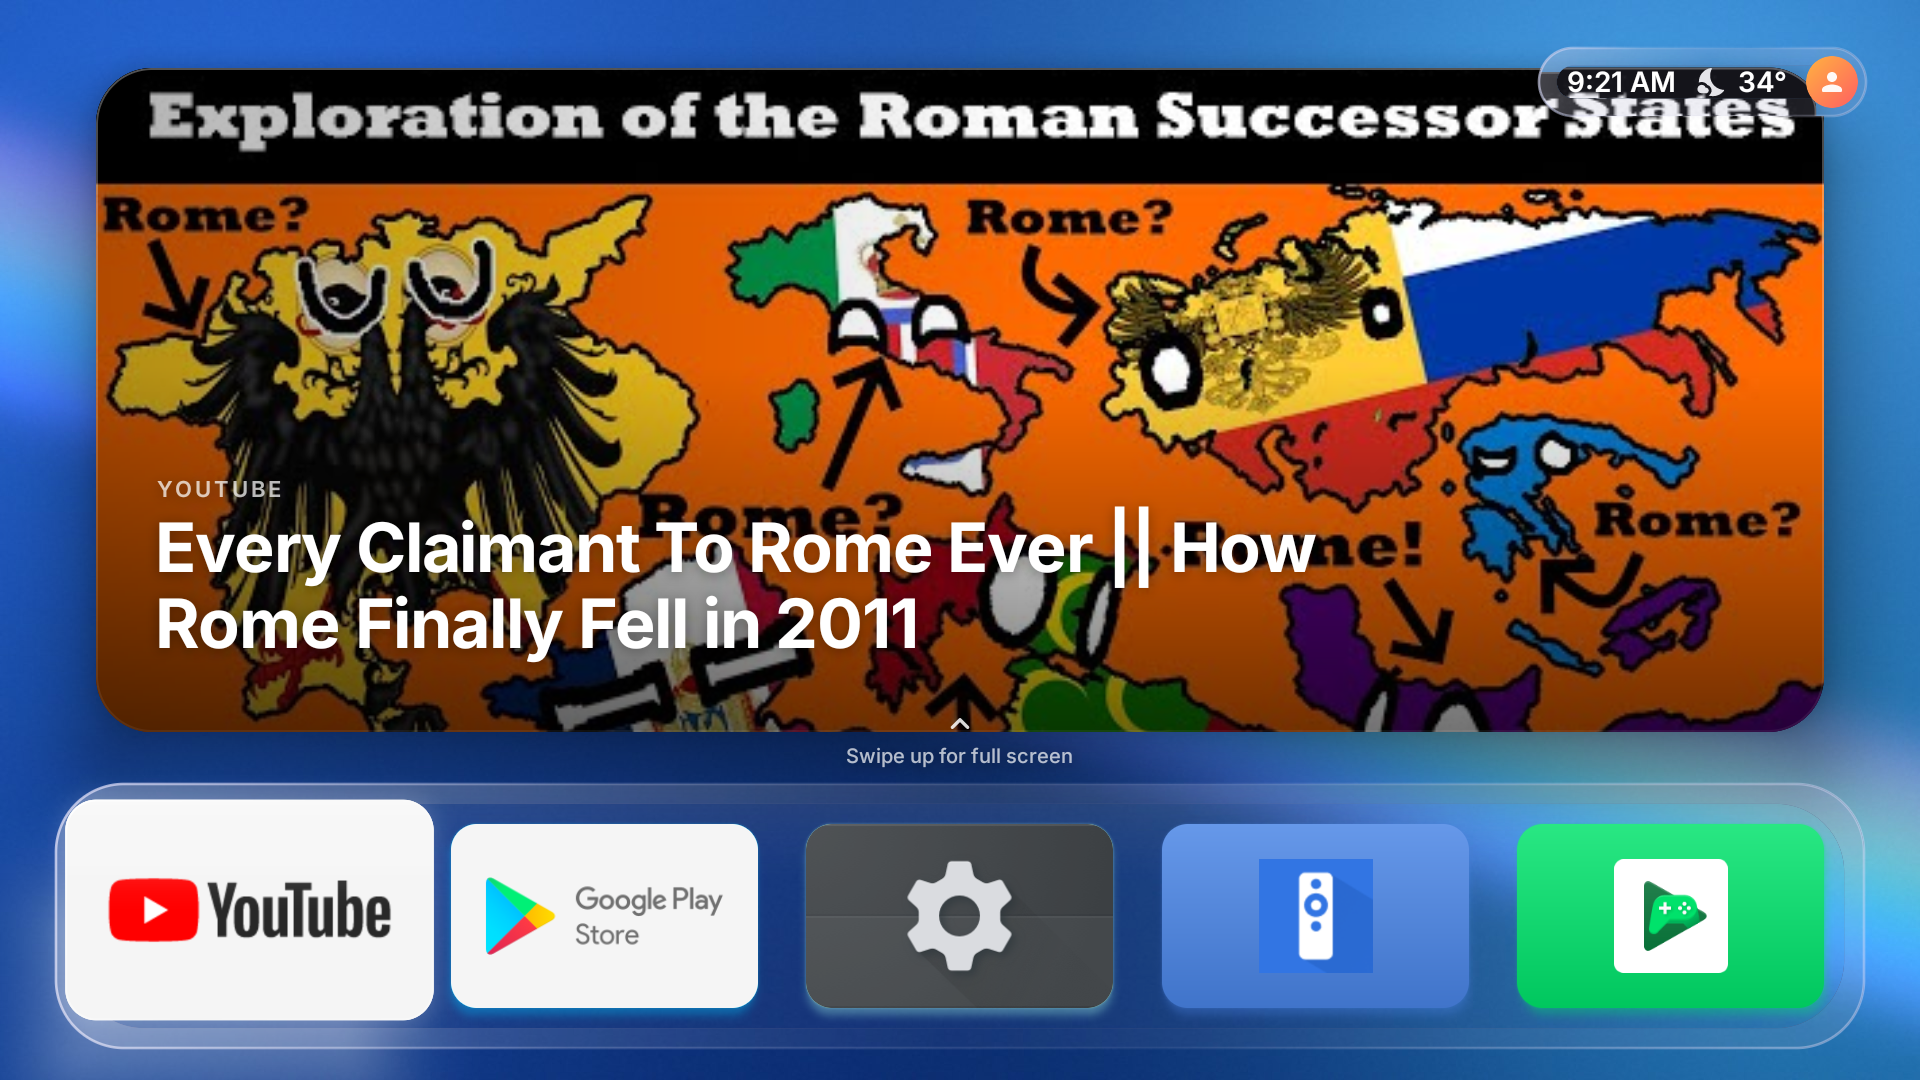 9:21 AM 34°
Exploration of the Roman Successor States
Rome?
Rome?
YOUTUBE
Rome?
Rome?
Every Claimant To Rome Ever || How
Rome Finally Fell in 2011
Swipe up for full screen
YouTube
Google Play
Store